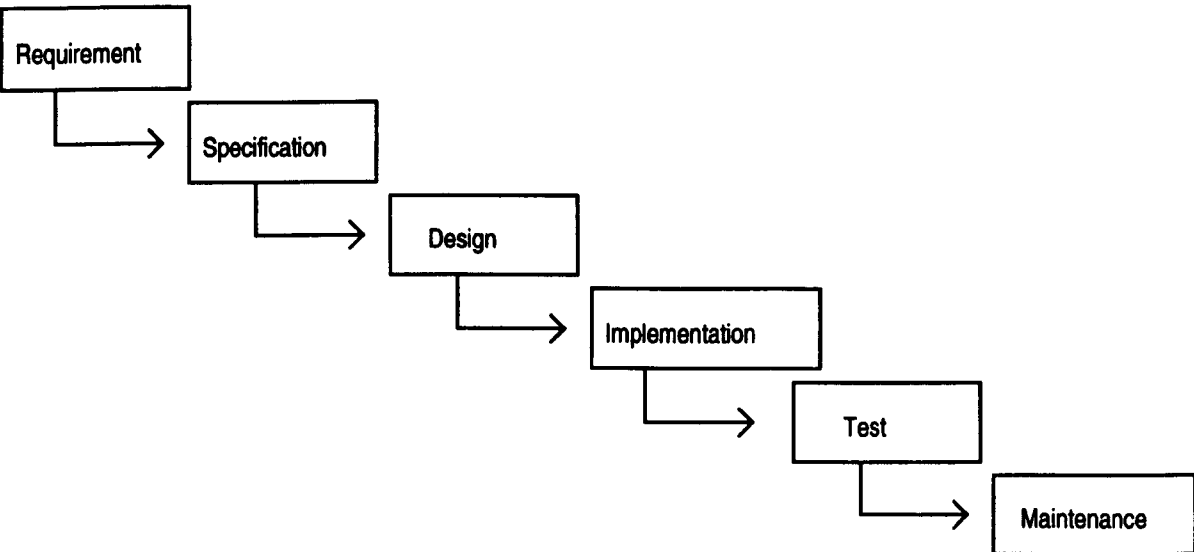 Requirement
Specification
Design
Implementation
Test
Maintenance